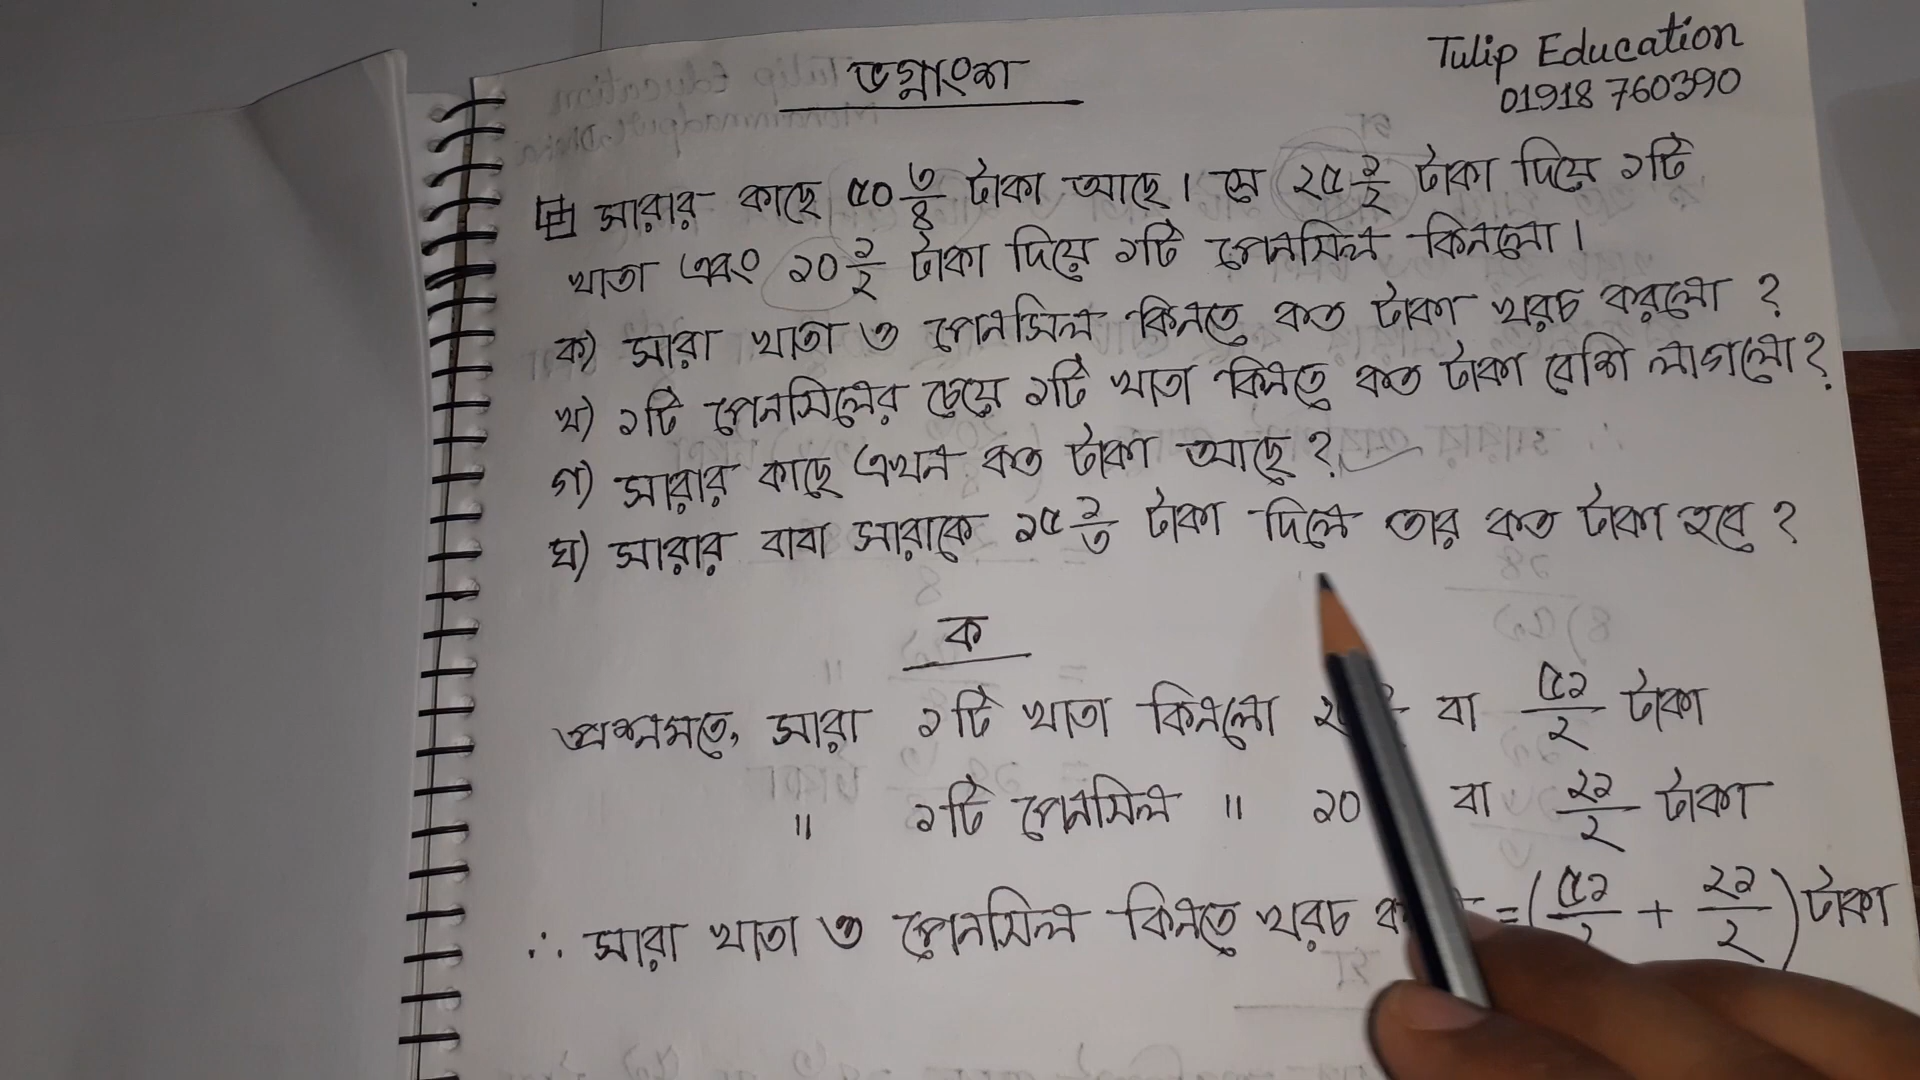 ভগ্নাংশ
Tulip Education
01918 760390
সারার কাছে ৫০ ৩/৪ টাকা আছে। সে ২৫ ১/২ টাকা দিয়ে ১টি
খাতা এবং ১০ ১/২ টাকা দিয়ে ১টি পেনসিল কিনলো।
ক) সারা খাতা ও পেনসিল কিনতে কত টাকা খরচ করলো ?
খ) ১টি পেনসিলের চেয়ে ১টি খাতা কিনতে কত টাকা বেশি লাগলো ?
গ) সারার কাছে এখন কত টাকা আছে ?
ঘ) সারার বাবা সারাকে ১৫ ১/৩ টাকা দিলে তার কত টাকা হবে ?
ক
প্রশ্নমতে, সারা ১টি খাতা কিনলো বা ৫১/২ টাকা
" ১টি পেনসিল " ১০ বা ২১/২ টাকা
∴ সারা খাতা ও পেনসিল কিনতে খরচ = (৫১/২ + ২১/২) টাকা